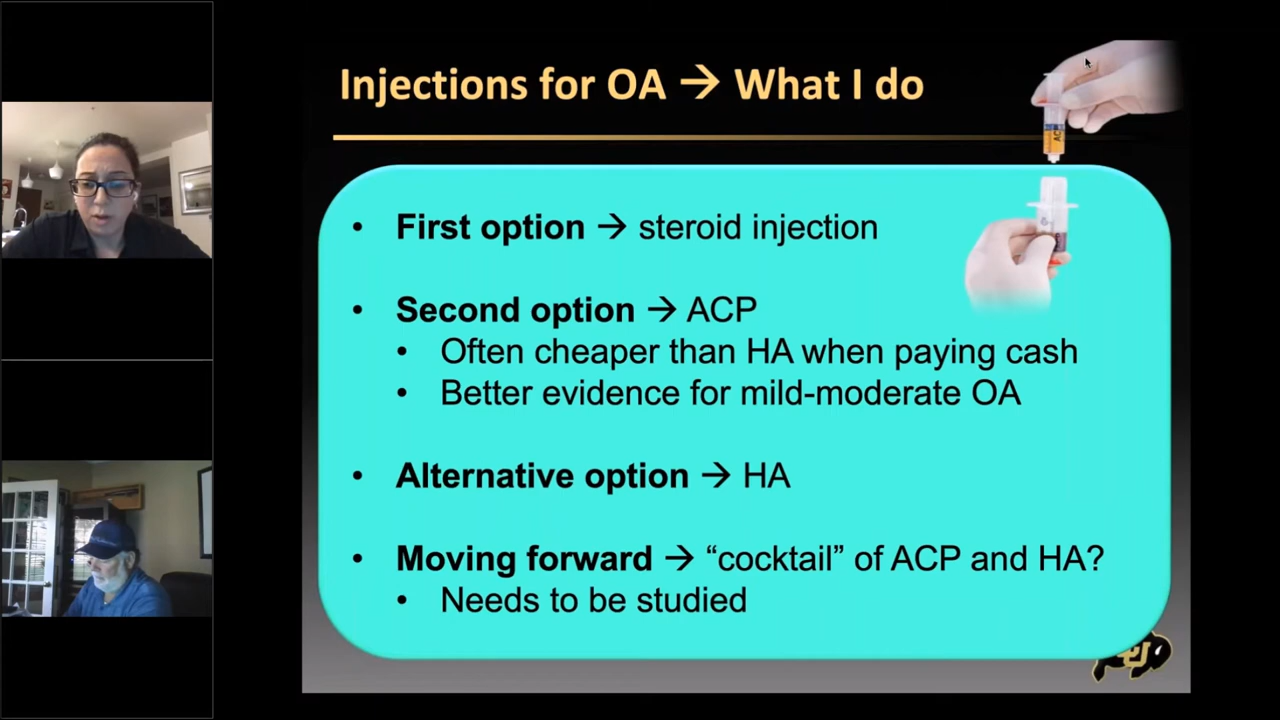 Injections for OA → What I do
AC
• First option → steroid injection
• Second option → ACP
• Often cheaper than HA when paying cash
• Better evidence for mild-moderate OA
• Alternative option → HA
• Moving forward → “cocktail” of ACP and HA?
• Needs to be studied
CU